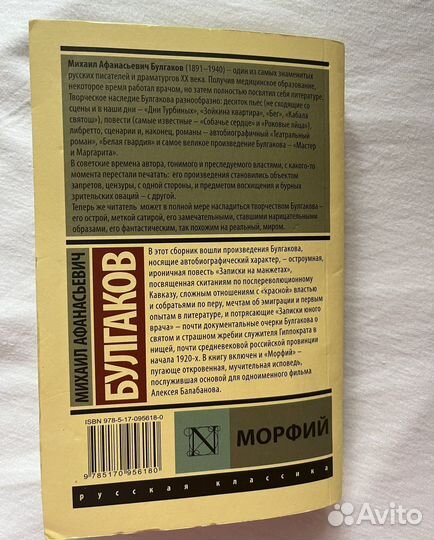 Михаил Афанасьевич Булгаков (1891–1940) – один из самых знаменитых
русских писателей и драматургов XX века. Получив медицинское образование,
некоторое время работал врачом, но затем полностью посвятил себя литературе.
Творческое наследие Булгакова разнообразно: десяток пьес (не сходящие со
сцены и в наши дни – «Дни Турбиных», «Зойкина квартира», «Бег», «Кабала
святош»), повести (самые известные – «Собачье сердце» и «Роковые яйца»),
либретто, сценарии и, наконец, романы – автобиографичный «Театральный
роман», «Белая гвардия» и самое великое произведение Булгакова – «Мастер
и Маргарита».
В советские времена автора, гонимого и преследуемого властями, с какого-то
момента перестали печатать: его произведения становились объектом
запретов, цензуры, с одной стороны, и предметом восхищения и бурных
зрительских оваций – с другой.
Теперь же читатель может в полной мере насладиться творчеством Булгакова –
его острой, меткой сатирой, его замечательными, ставшими нарицательными
образами, его фантастическим, так похожим на реальный, миром.
МИХАИЛ АФАНАСЬЕВИЧ
БУЛГАКОВ
В этот сборник вошли произведения Булгакова,
носящие автобиографический характер, – остроумная,
ироничная повесть «Записки на манжетах»,
посвященная скитаниям по послереволюционному
Кавказу, сложным отношениям с «красной» властью
и собратьями по перу, мечтам об эмиграции и первым
опытам в литературе, и потрясающие «Записки юного
врача» – почти документальные очерки Булгакова о
святом и страшном жребии служителя Гиппократа в
нищей, почти средневековой российской провинции
начала 1920-х. В книгу включен и «Морфий» –
пугающе откровенная, мучительная исповедь,
послужившая основой для одноименного фильма
Алексея Балабанова.
ISBN 978-5-17-095618-0
9 785170 956180
N
МОРФИЙ
русская классика
Avito